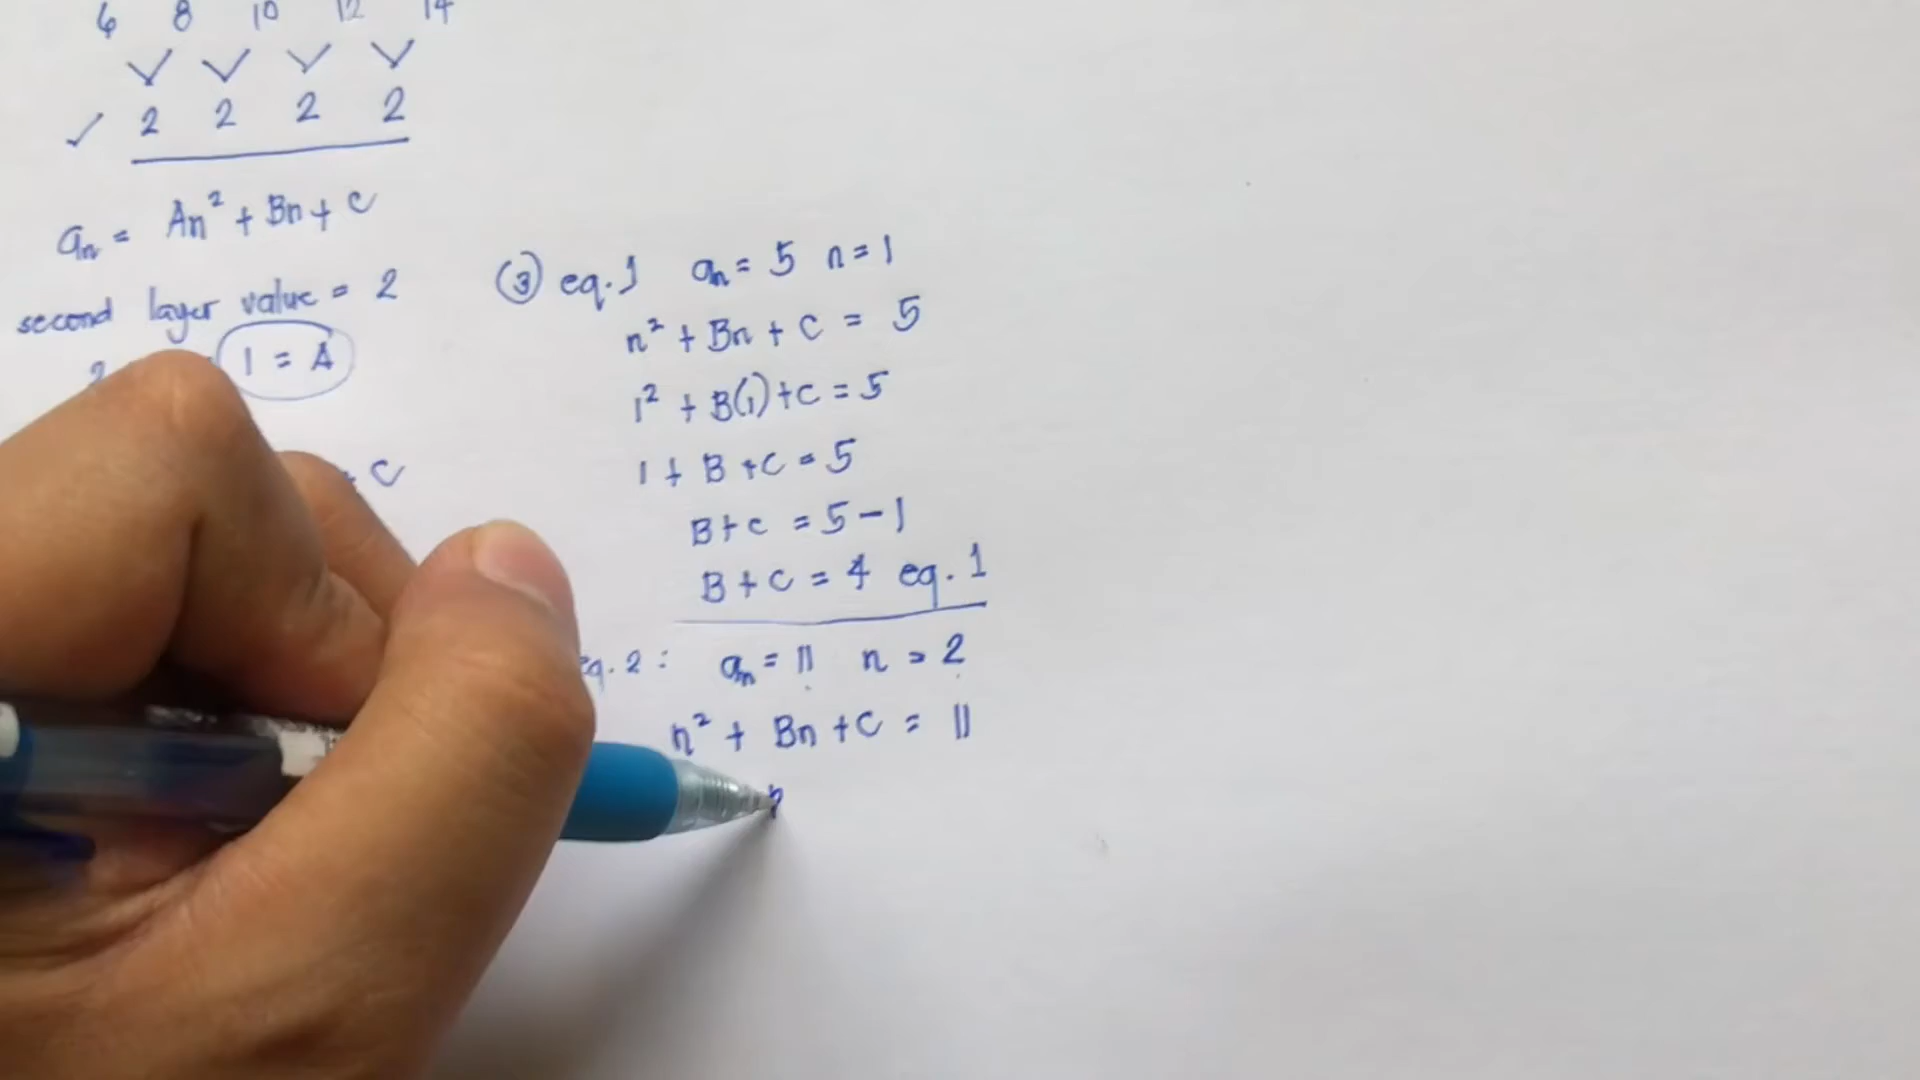 6 8 10 12 14
✓ 2 2 2 2
an = An² + Bn + C
second layer value = 2
2 1 = A
C
③ eq. 1 an = 5 n = 1
n² + Bn + C = 5
1² + B(1) + C = 5
1 + B + C = 5
B + C = 5 - 1
B + C = 4 eq. 1
eq. 2 : an = 11 n = 2
n² + Bn + C = 11